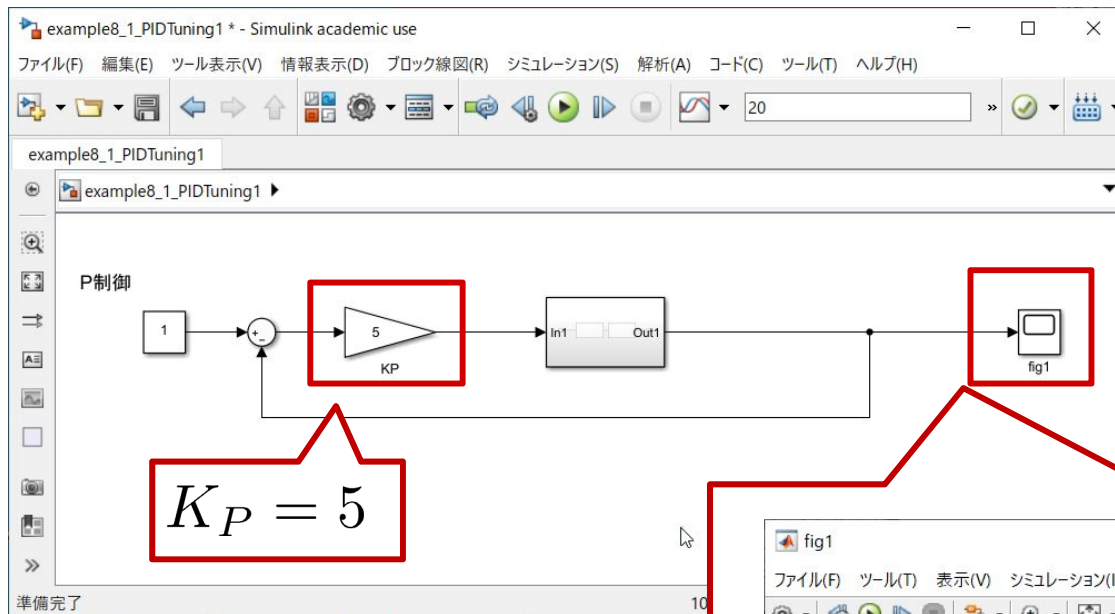 example8_1_PIDTuning1 * - Simulink academic use
ファイル(F) 編集(E) ツール表示(V) 情報表示(D) ブロック線図(R) シミュレーション(S) 解析(A) コード(C) ツール(T) ヘルプ(H)
20 »
example8_1_PIDTuning1
example8_1_PIDTuning1
P制御
1
+
−
5
KP
In1 Out1
fig1
K_P = 5
fig1
ファイル(F) ツール(T) 表示(V) シミュレーション(I
»
準備完了
10